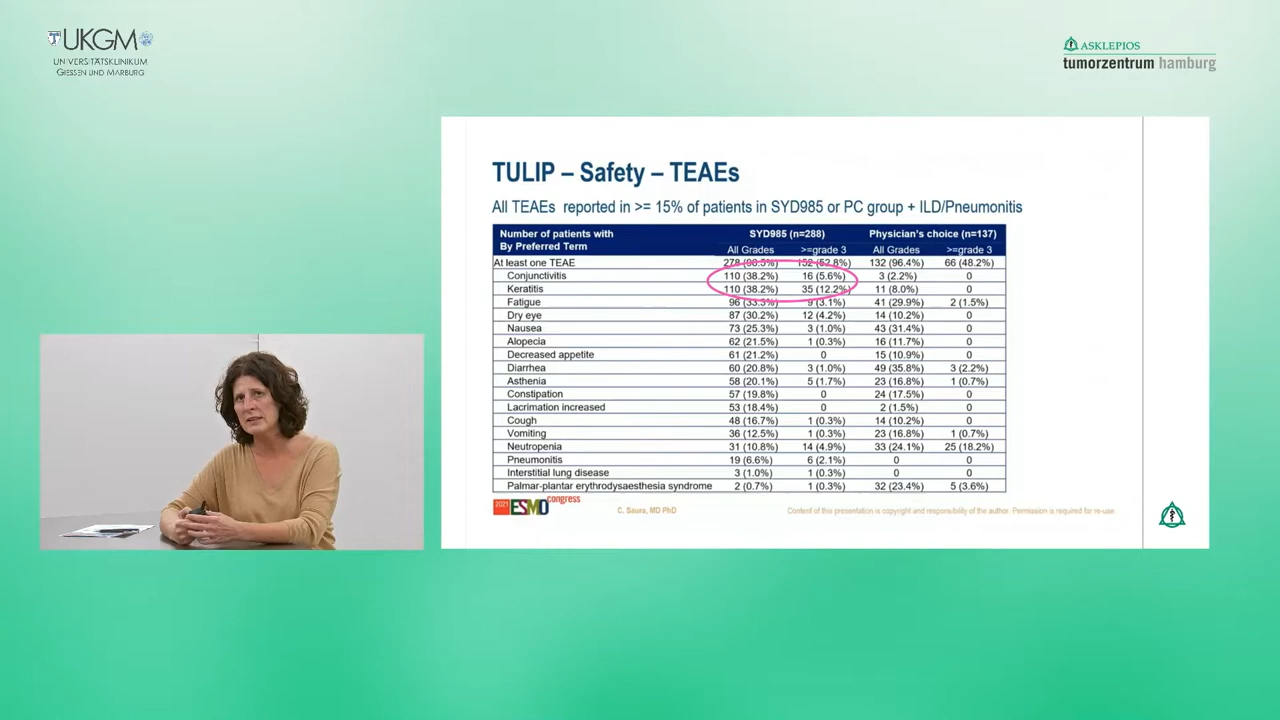 UKGM
UNIVERSITÄTSKLINIKUM
GIESSEN UND MARBURG
ASKLEPIOS
tumorzentrum hamburg
TULIP – Safety – TEAEs
All TEAEs reported in >= 15% of patients in SYD985 or PC group + ILD/Pneumonitis
Number of patients with By Preferred Term SYD985 (n=288) Physician's choice (n=137)
All Grades >=grade 3 All Grades >=grade 3
At least one TEAE 278 (96.5%) 152 (52.8%) 132 (96.4%) 66 (48.2%)
Conjunctivitis 110 (38.2%) 16 (5.6%) 3 (2.2%) 0
Keratitis 110 (38.2%) 35 (12.2%) 11 (8.0%) 0
Fatigue 96 (33.3%) 9 (3.1%) 41 (29.9%) 2 (1.5%)
Dry eye 87 (30.2%) 12 (4.2%) 14 (10.2%) 0
Nausea 73 (25.3%) 3 (1.0%) 43 (31.4%) 0
Alopecia 62 (21.5%) 1 (0.3%) 16 (11.7%) 0
Decreased appetite 61 (21.2%) 0 15 (10.9%) 0
Diarrhea 60 (20.8%) 3 (1.0%) 49 (35.8%) 3 (2.2%)
Asthenia 58 (20.1%) 5 (1.7%) 23 (16.8%) 1 (0.7%)
Constipation 57 (19.8%) 0 24 (17.5%) 0
Lacrimation increased 53 (18.4%) 0 2 (1.5%) 0
Cough 48 (16.7%) 1 (0.3%) 14 (10.2%) 0
Vomiting 36 (12.5%) 1 (0.3%) 23 (16.8%) 1 (0.7%)
Neutropenia 31 (10.8%) 14 (4.9%) 33 (24.1%) 25 (18.2%)
Pneumonitis 19 (6.6%) 6 (2.1%) 0 0
Interstitial lung disease 3 (1.0%) 1 (0.3%) 0 0
Palmar-plantar erythrodysaesthesia syndrome 2 (0.7%) 1 (0.3%) 32 (23.4%) 5 (3.6%)
2021 ESMO congress
C. Saura, MD PhD
Content of this presentation is copyright and responsibility of the author. Permission is required for re-use.